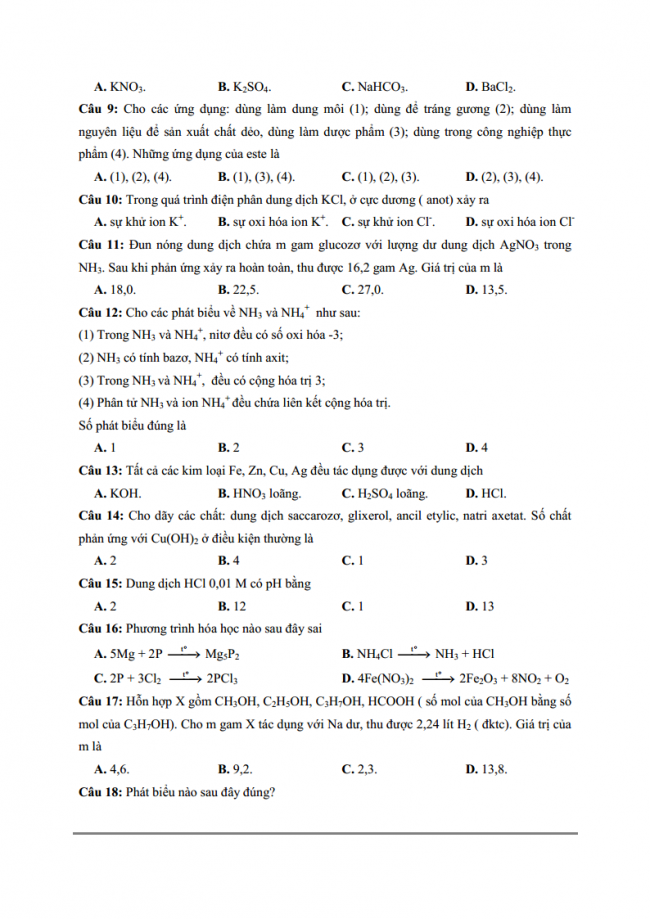 A. KNO₃. B. K₂SO₄. C. NaHCO₃. D. BaCl₂.
Câu 9: Cho các ứng dụng: dùng làm dung môi (1); dùng để tráng gương (2); dùng làm
nguyên liệu để sản xuất chất dẻo, dùng làm dược phẩm (3); dùng trong công nghiệp thực
phẩm (4). Những ứng dụng của este là
A. (1), (2), (4). B. (1), (3), (4). C. (1), (2), (3). D. (2), (3), (4).
Câu 10: Trong quá trình điện phân dung dịch KCl, ở cực dương ( anot) xảy ra
A. sự khử ion K⁺. B. sự oxi hóa ion K⁺. C. sự khử ion Cl⁻. D. sự oxi hóa ion Cl⁻
Câu 11: Đun nóng dung dịch chứa m gam glucozơ với lượng dư dung dịch AgNO₃ trong
NH₃. Sau khi phản ứng xảy ra hoàn toàn, thu được 16,2 gam Ag. Giá trị của m là
A. 18,0. B. 22,5. C. 27,0. D. 13,5.
Câu 12: Cho các phát biểu về NH₃ và NH₄⁺ như sau:
(1) Trong NH₃ và NH₄⁺, nitơ đều có số oxi hóa -3;
(2) NH₃ có tính bazơ, NH₄⁺ có tính axit;
(3) Trong NH₃ và NH₄⁺, đều có cộng hóa trị 3;
(4) Phân tử NH₃ và ion NH₄⁺ đều chứa liên kết cộng hóa trị.
Số phát biểu đúng là
A. 1 B. 2 C. 3 D. 4
Câu 13: Tất cả các kim loại Fe, Zn, Cu, Ag đều tác dụng được với dung dịch
A. KOH. B. HNO₃ loãng. C. H₂SO₄ loãng. D. HCl.
Câu 14: Cho dãy các chất: dung dịch saccarozơ, glixerol, ancil etylic, natri axetat. Số chất
phản ứng với Cu(OH)₂ ở điều kiện thường là
A. 2 B. 4 C. 1 D. 3
Câu 15: Dung dịch HCl 0,01 M có pH bằng
A. 2 B. 12 C. 1 D. 13
Câu 16: Phương trình hóa học nào sau đây sai
A. 5Mg + 2P —t°→ Mg₅P₂ B. NH₄Cl —t°→ NH₃ + HCl
C. 2P + 3Cl₂ —t°→ 2PCl₃ D. 4Fe(NO₃)₂ —t°→ 2Fe₂O₃ + 8NO₂ + O₂
Câu 17: Hỗn hợp X gồm CH₃OH, C₂H₅OH, C₃H₇OH, HCOOH ( số mol của CH₃OH bằng số
mol của C₃H₇OH). Cho m gam X tác dụng với Na dư, thu được 2,24 lít H₂ ( đktc). Giá trị của
m là
A. 4,6. B. 9,2. C. 2,3. D. 13,8.
Câu 18: Phát biểu nào sau đây đúng?